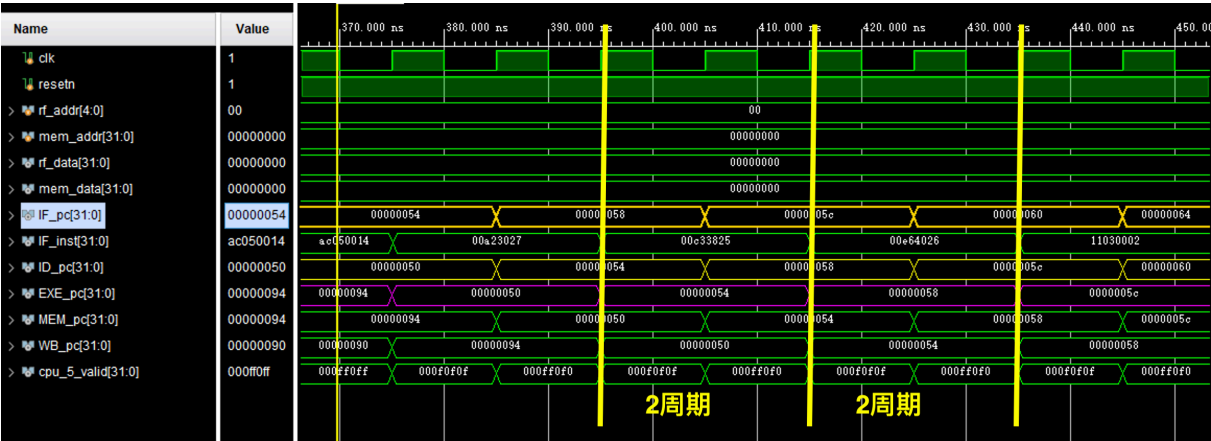 Name Value 370.000 ns 380.000 ns 390.000 ns 400.000 ns 410.000 ns 420.000 ns 430.000 ns 440.000 ns 450.0
clk 1
resetn 1
rf_addr[4:0] 00 00
mem_addr[31:0] 00000000 00000000
rf_data[31:0] 00000000 00000000
mem_data[31:0] 00000000 00000000
IF_pc[31:0] 00000054 00000054 00000058 0000005c 00000060 00000064
IF_inst[31:0] ac050014 ac050014 00a23027 00c33825 00e64026 11030002
ID_pc[31:0] 00000050 00000050 00000054 00000058 0000005c 00000060
EXE_pc[31:0] 00000094 00000094 00000050 00000054 00000058 0000005c
MEM_pc[31:0] 00000094 00000094 00000050 00000054 00000058 0000005c
WB_pc[31:0] 00000090 00000090 00000094 00000050 00000054 00000058
cpu_5_valid[31:0] 000ff0ff 000ff0ff 000f0f0f 000ff0f0 000f0f0f 000ff0f0 000f0f0f 000ff0f0 000f0f0f 000ff0f0
2周期 2周期